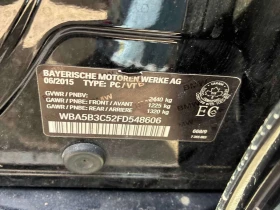 BAYERISCHE MOTOREN WERKE AG
06/2015 TYPE: PC/VT
GVWR / PNBV: 2440 kg
GAWR / PNBE: FRONT / AVANT 1225 kg
GAWR / PNBE: REAR / ARRIERE 1320 kg
WBA5B3C52FD548606
EC